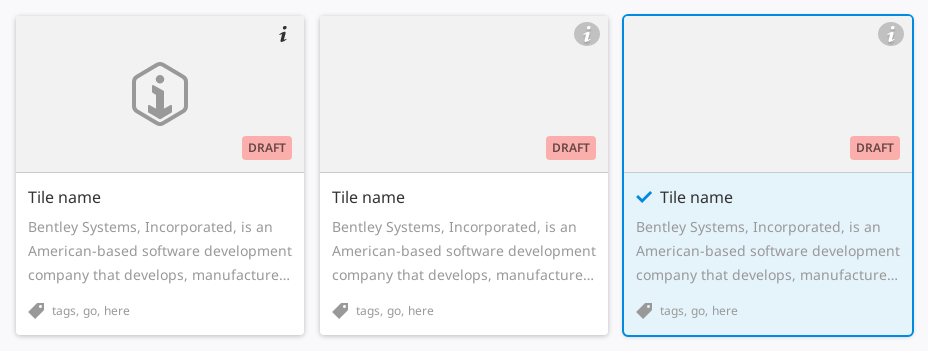 DRAFT
Tile name
Bentley Systems, Incorporated, is an
American-based software development
company that develops, manufacture...
tags, go, here
DRAFT
Tile name
Bentley Systems, Incorporated, is an
American-based software development
company that develops, manufacture...
tags, go, here
DRAFT
Tile name
Bentley Systems, Incorporated, is an
American-based software development
company that develops, manufacture...
tags, go, here